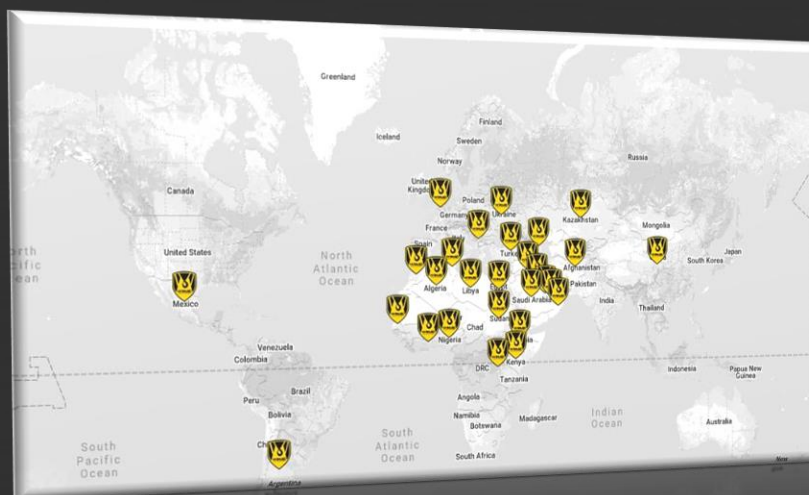 Greenland
Iceland
Finland
Sweden
Norway
Russia
Canada
United
Poland
Ukraine
Germany
Kazakhstan
France
Mongolia
Spain
United States
Japan
South Korea
North
Atlantic
Ocean
Afghanistan
Algeria
Libya
Pakistan
Saudi Arabia
India
Mexico
Thailand
Sudan
Chad
Nigeria
Venezuela
Colombia
Kenya
DRC
Indonesia
Papua New
Guinea
Tanzania
Peru
Brazil
Angola
Bolivia
Namibia
Madagascar
Botswana
Indian
Ocean
Australia
South
Pacific
Ocean
South
Atlantic
Ocean
South Africa
Argentina